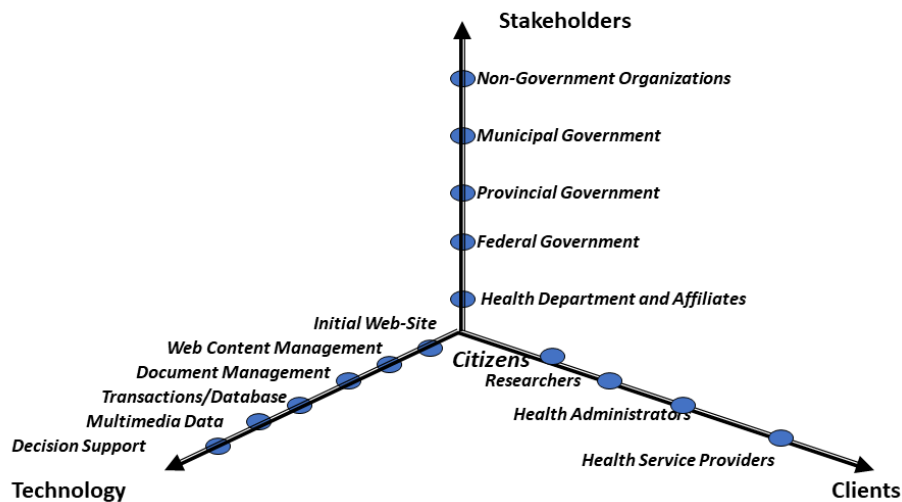 Stakeholders
Non-Government Organizations
Municipal Government
Provincial Government
Federal Government
Health Department and Affiliates
Initial Web-Site
Web Content Management
Document Management
Transactions/Database
Multimedia Data
Decision Support
Technology
Citizens
Researchers
Health Administrators
Health Service Providers
Clients